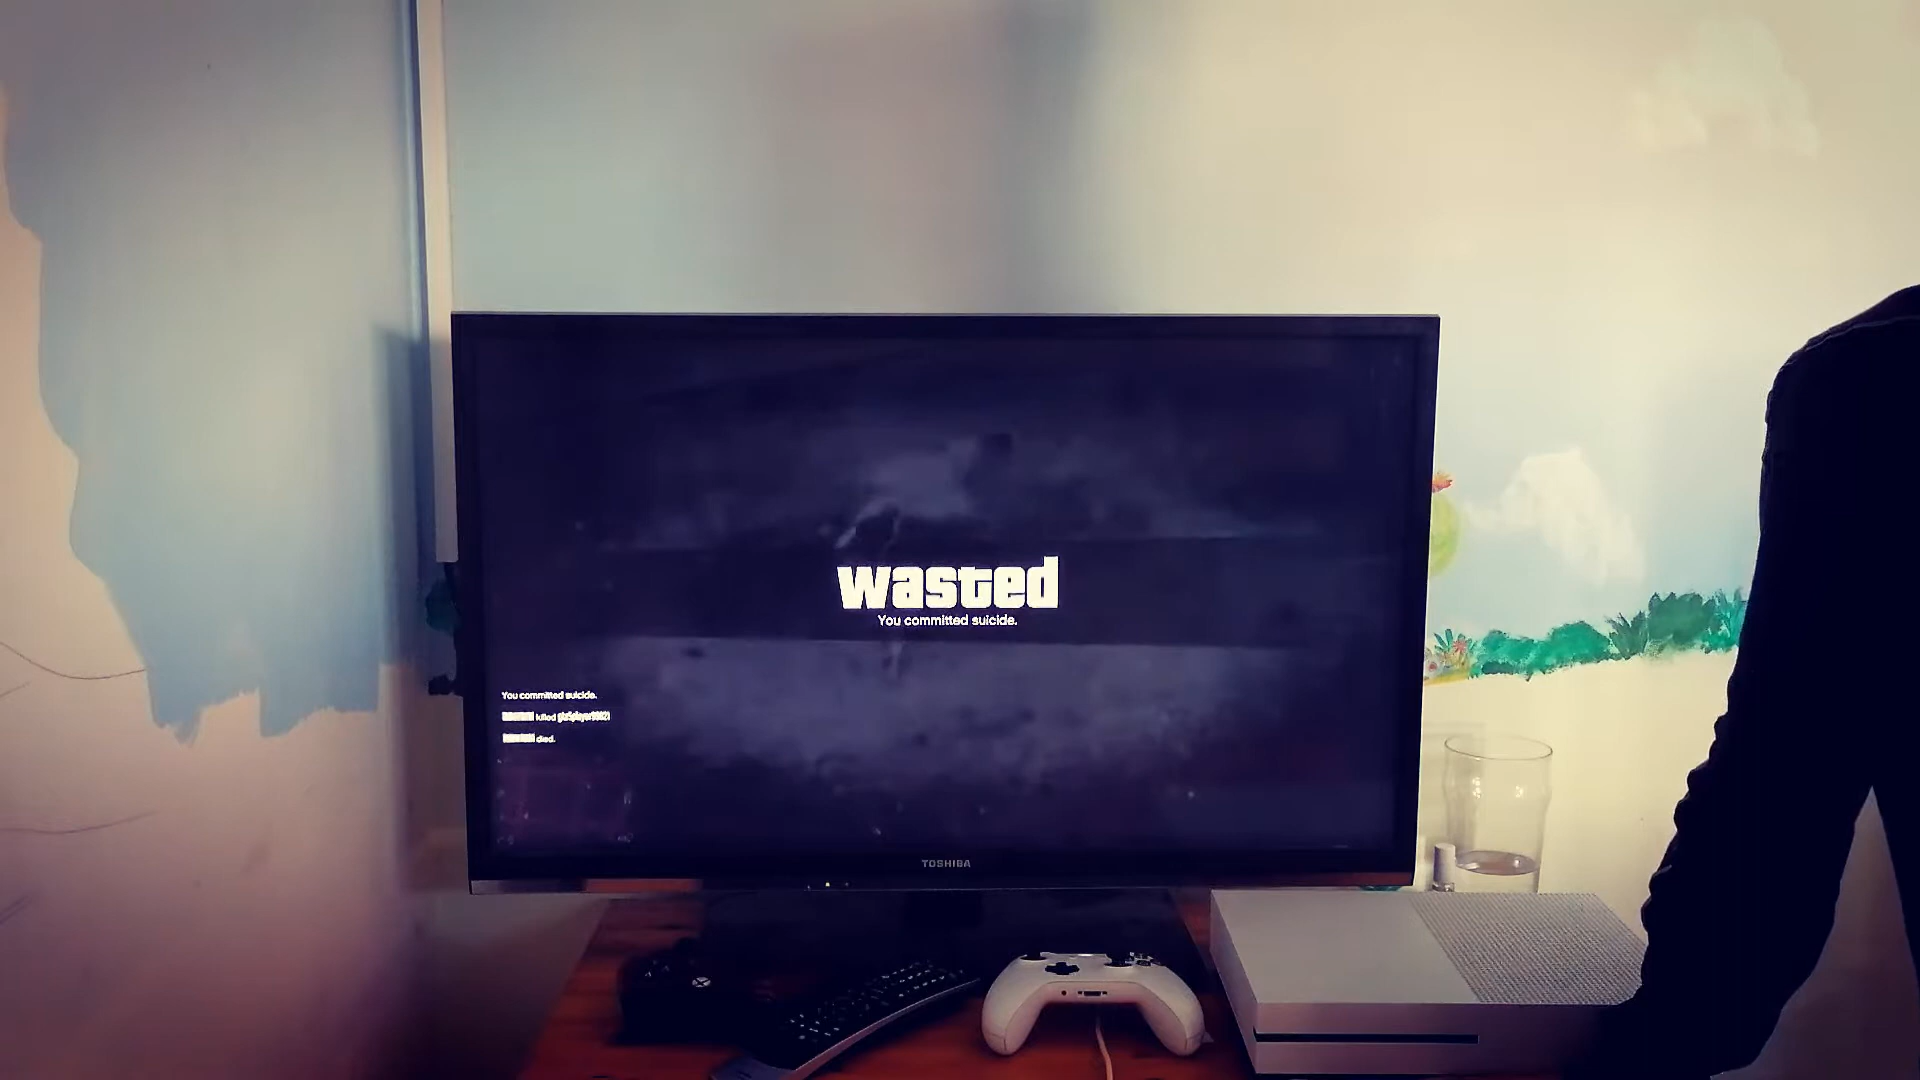 wasted
You committed suicide.
You committed suicide.
killed
died.
TOSHIBA